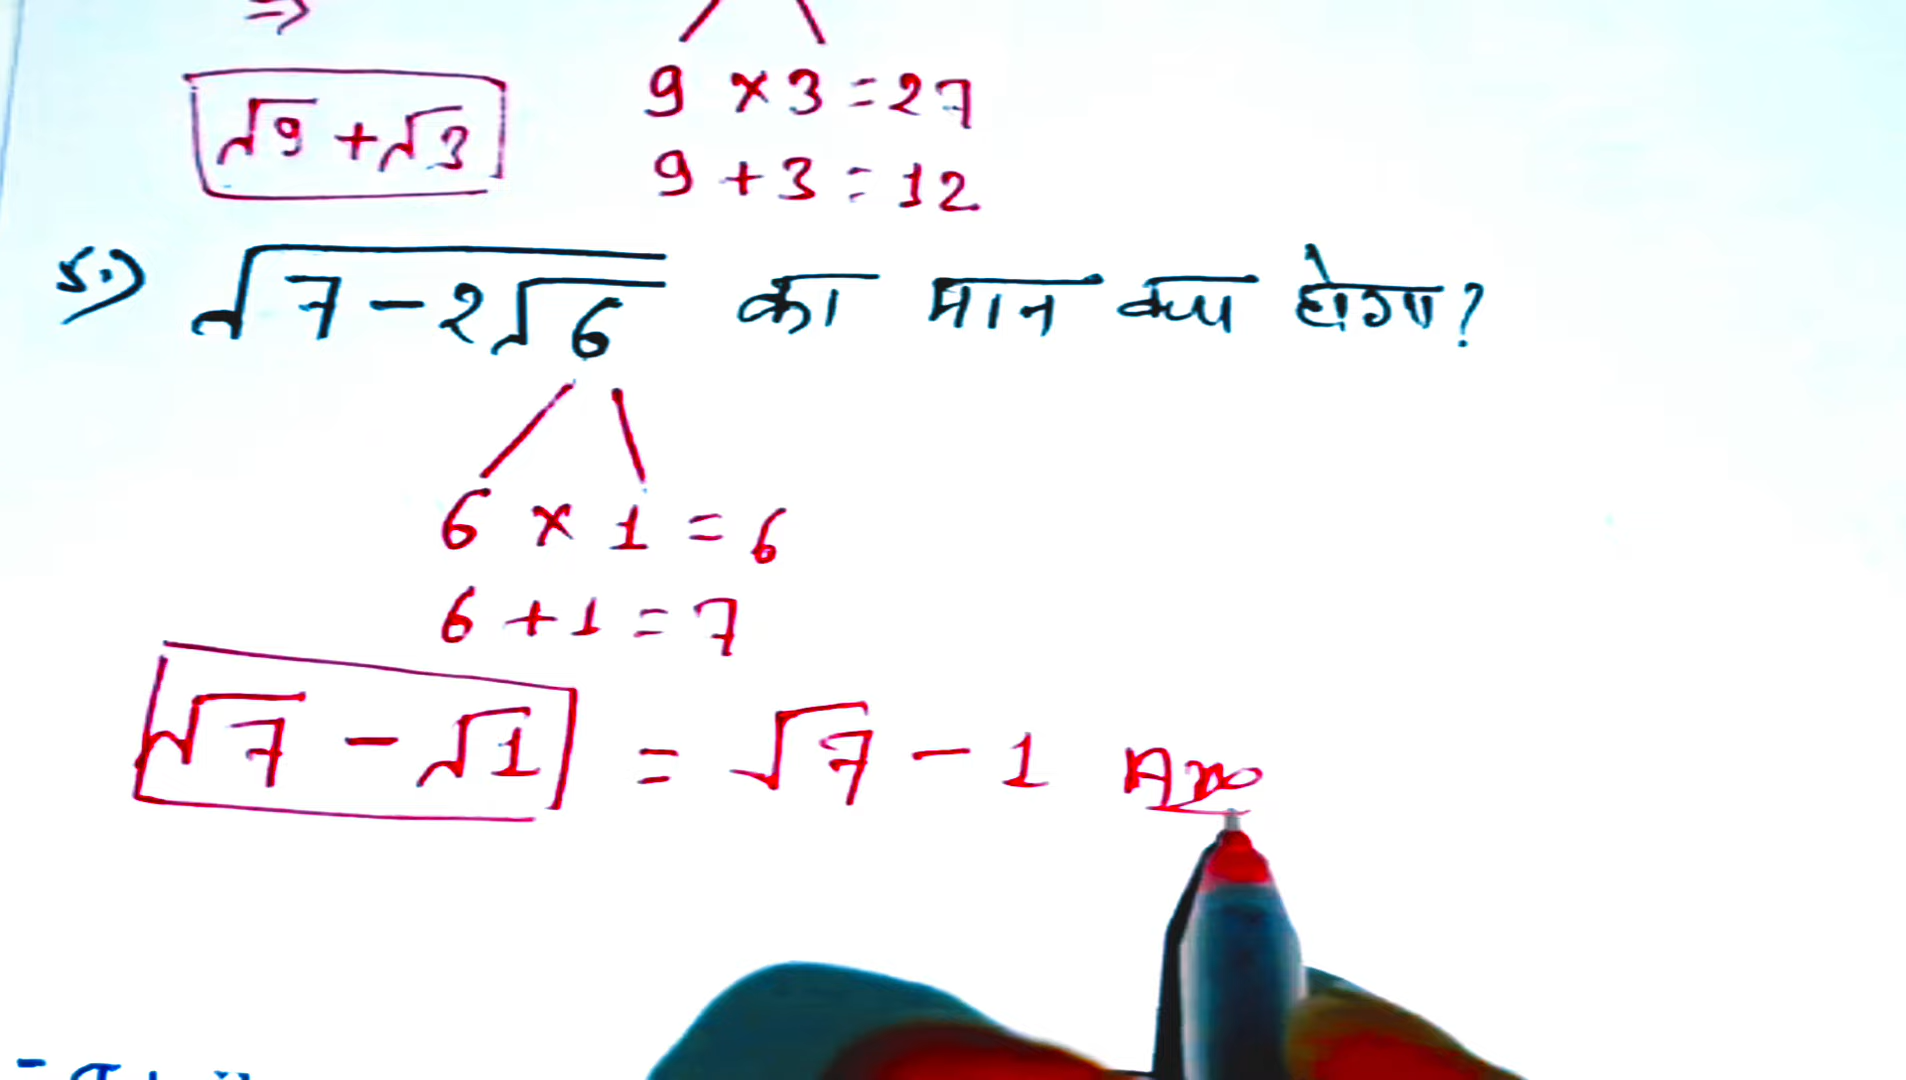 ⇒
9 × 3 = 27
√9 + √3
9 + 3 = 12
5.) √(7 - 2√6) का मान क्या होगा?
6 × 1 = 6
6 + 1 = 7
√7 - √1 = √7 - 1 Ans